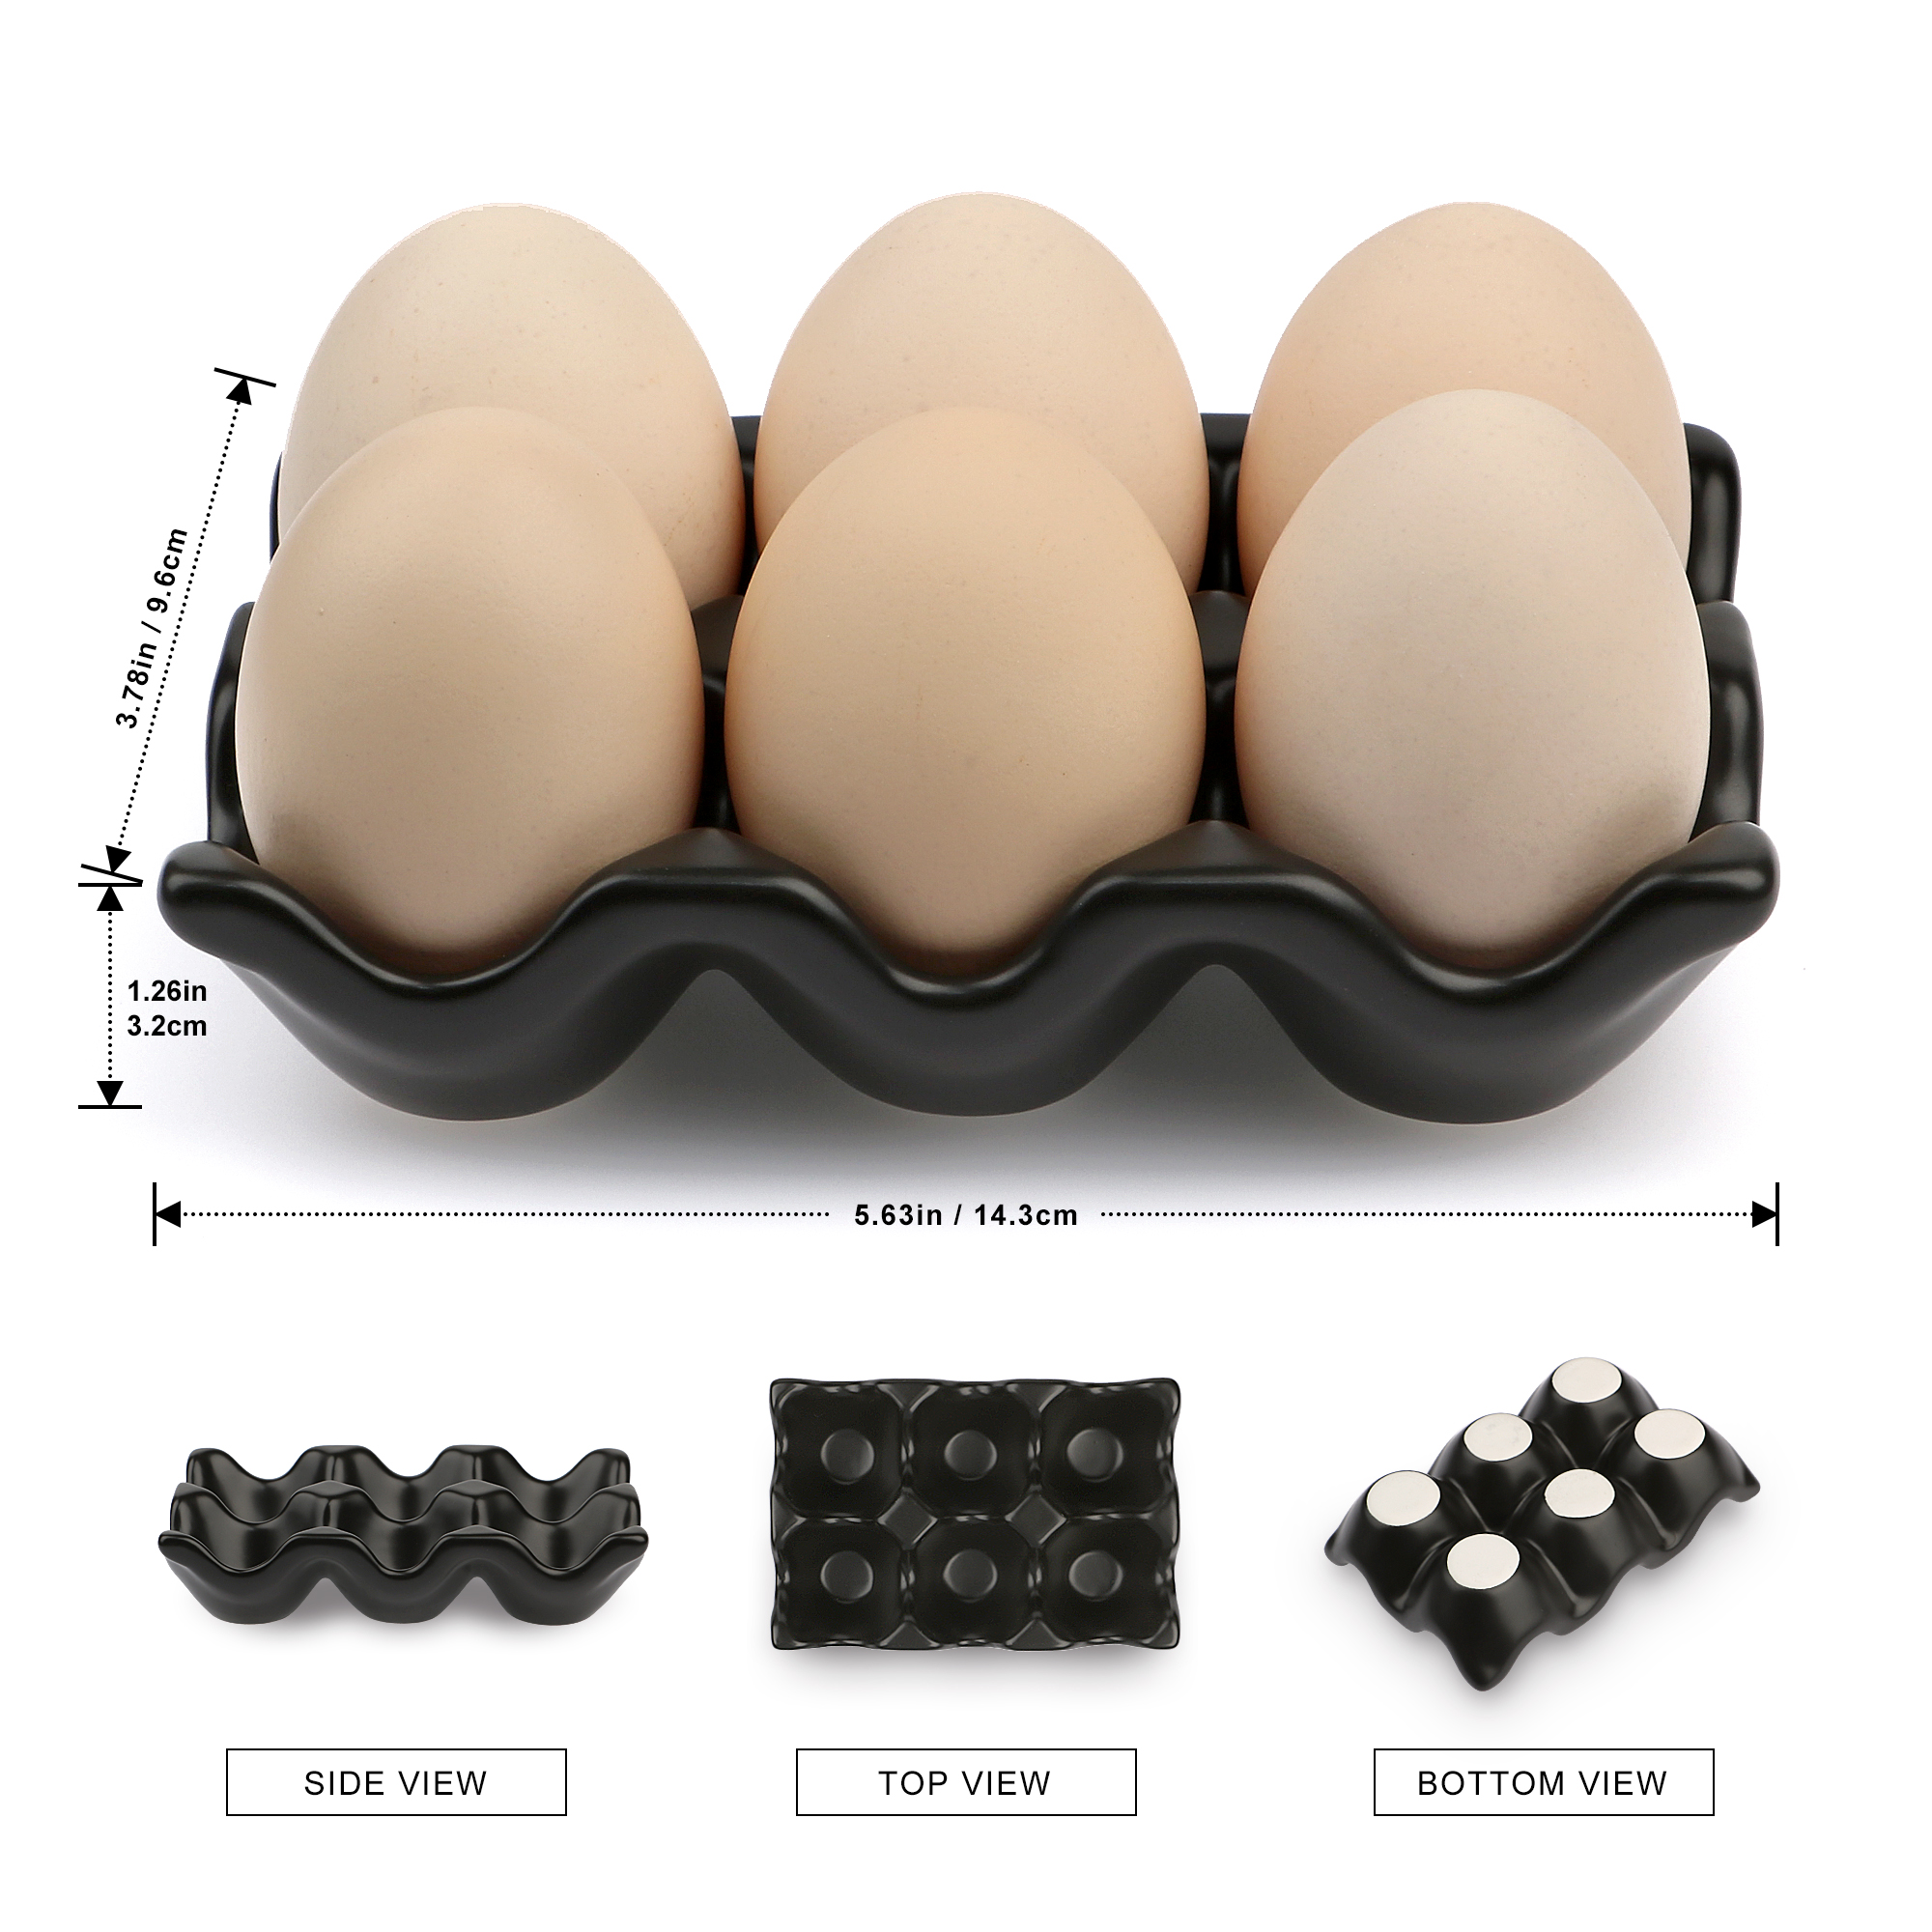 3.78in / 9.6cm
1.26in
3.2cm
5.63in / 14.3cm
SIDE VIEW
TOP VIEW
BOTTOM VIEW